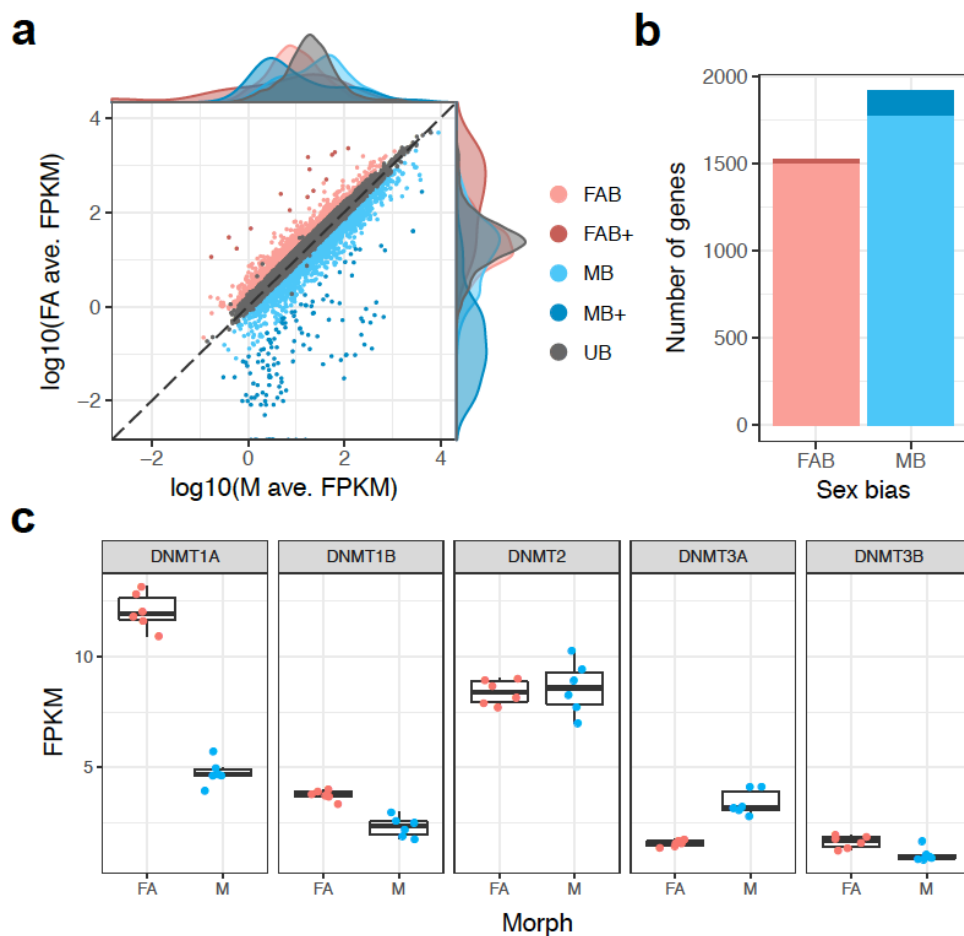 a
b
log10(FA ave. FPKM)
4
2
0
−2
−2
0
2
4
log10(M ave. FPKM)
FAB
FAB+
MB
MB+
UB
Number of genes
2000
1500
1000
500
0
FAB
MB
Sex bias
c
DNMT1A
DNMT1B
DNMT2
DNMT3A
DNMT3B
FPKM
10
5
FA
M
FA
M
FA
M
FA
M
FA
M
Morph